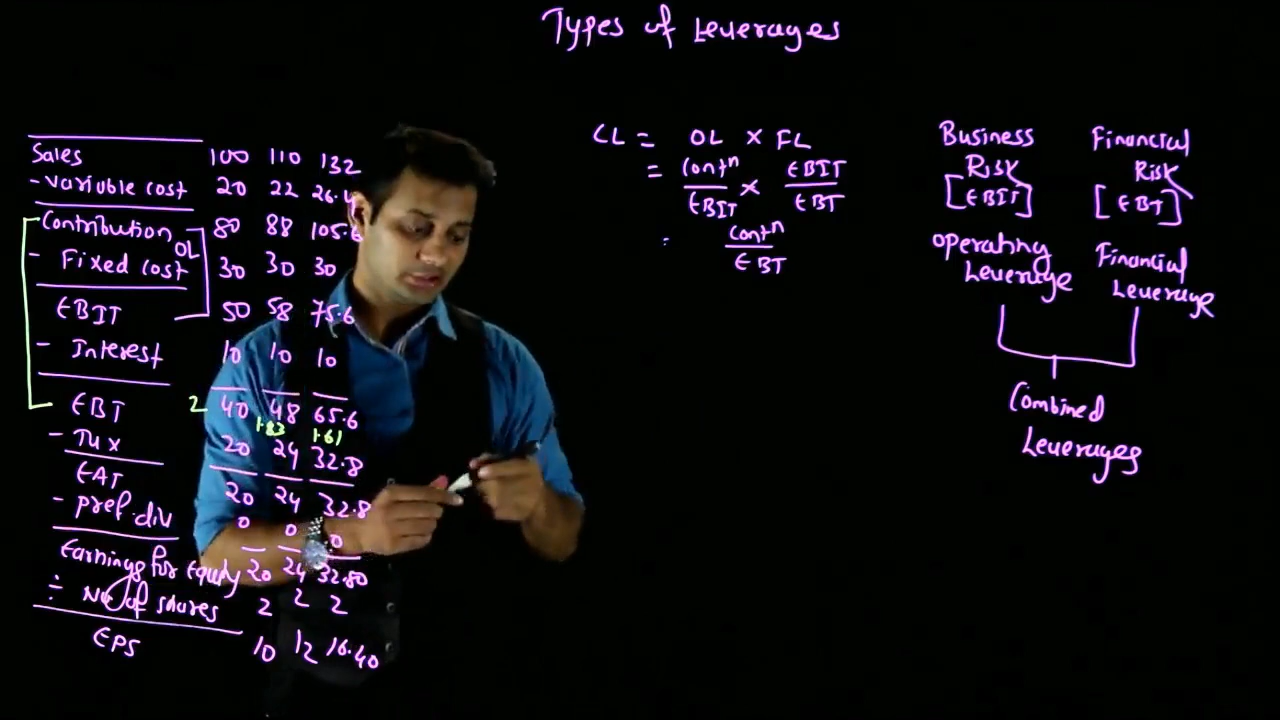 Types of Leverages
Sales 100 110 132
- Variable cost 20 22 26.4
Contribution 80 88 105.6
OL
- Fixed cost 30 30 30
EBIT 50 58 75.6
- Interest 10 10 10
EBT 2 40 48 65.6
1.83 1.61
- Tax 20 24 32.8
EAT 20 24 32.8
- pref. div 0 0 0
Earnings for Equity 20 24 32.80
÷ No of shares 2 2 2
EPS 10 12 16.40
CL = OL X FL
= Contⁿ/EBIT X EBIT/EBT
= Contⁿ/EBT
Business
Risk
[EBIT]
Operating
Leverage
Financial
Risk
[EBT]
Financial
Leverage
Combined
Leverages